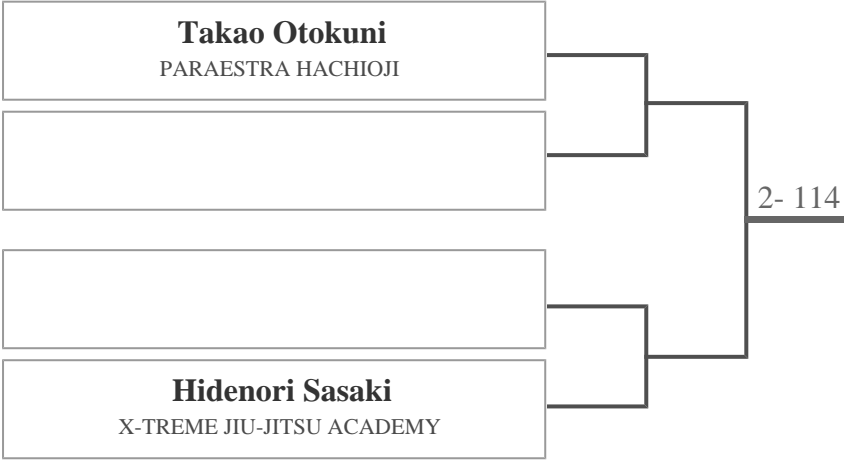 Takao Otokuni
PARAESTRA HACHIOJI
2- 114
Hidenori Sasaki
X-TREME JIU-JITSU ACADEMY